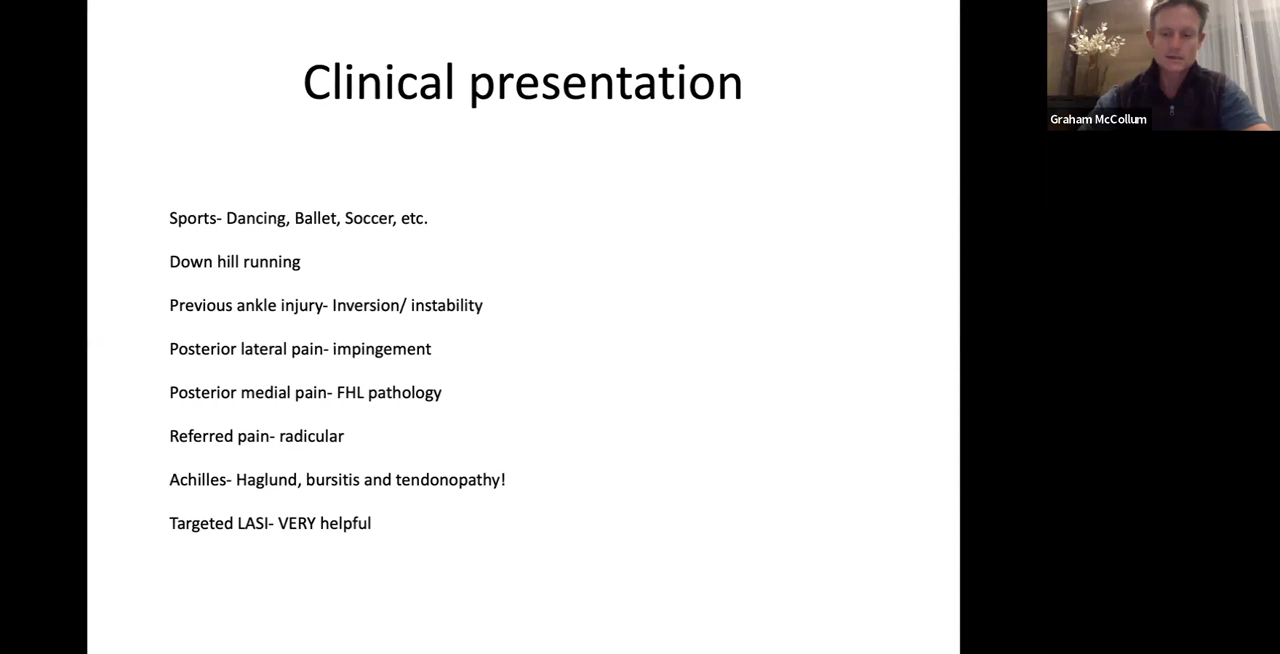 Clinical presentation
Graham McCollum
Sports- Dancing, Ballet, Soccer, etc.
Down hill running
Previous ankle injury- Inversion/ instability
Posterior lateral pain- impingement
Posterior medial pain- FHL pathology
Referred pain- radicular
Achilles- Haglund, bursitis and tendonopathy!
Targeted LASI- VERY helpful